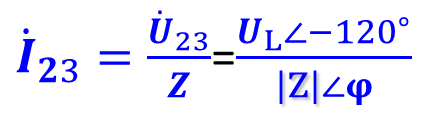 İ₂₃ = U̇₂₃/Z = U_L∠−120°/|Z|∠φ